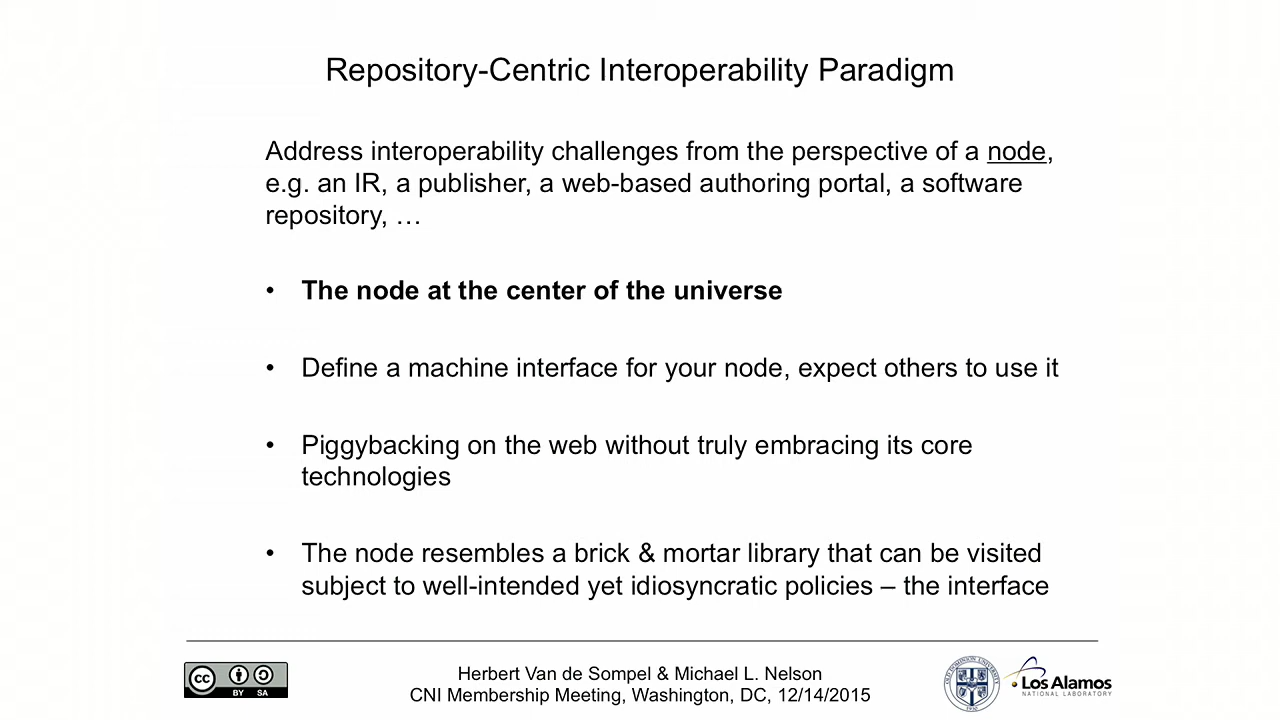 Repository-Centric Interoperability Paradigm
Address interoperability challenges from the perspective of a node,
e.g. an IR, a publisher, a web-based authoring portal, a software
repository, …
• The node at the center of the universe
• Define a machine interface for your node, expect others to use it
• Piggybacking on the web without truly embracing its core
technologies
• The node resembles a brick & mortar library that can be visited
subject to well-intended yet idiosyncratic policies – the interface
cc
BY SA
Herbert Van de Sompel & Michael L. Nelson
CNI Membership Meeting, Washington, DC, 12/14/2015
OLD DOMINION UNIVERSITY
Los Alamos
NATIONAL LABORATORY